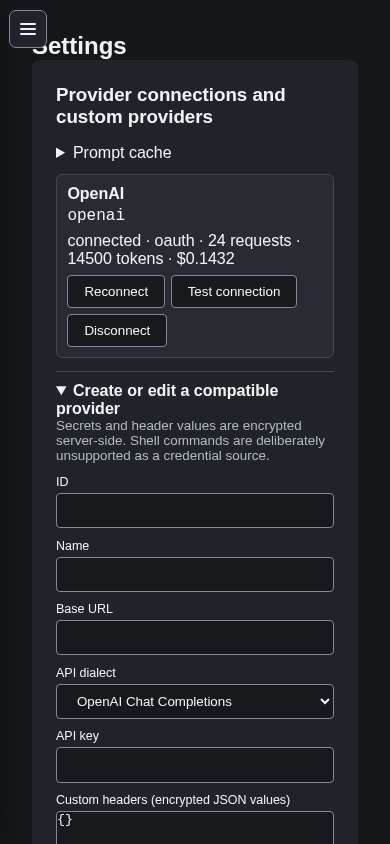 Settings
Provider connections and
custom providers
Prompt cache
OpenAI
openai
connected · oauth · 24 requests ·
14500 tokens · $0.1432
Reconnect
Test connection
Disconnect
Create or edit a compatible
provider
Secrets and header values are encrypted
server-side. Shell commands are deliberately
unsupported as a credential source.
ID
Name
Base URL
API dialect
OpenAI Chat Completions
API key
Custom headers (encrypted JSON values)
{}